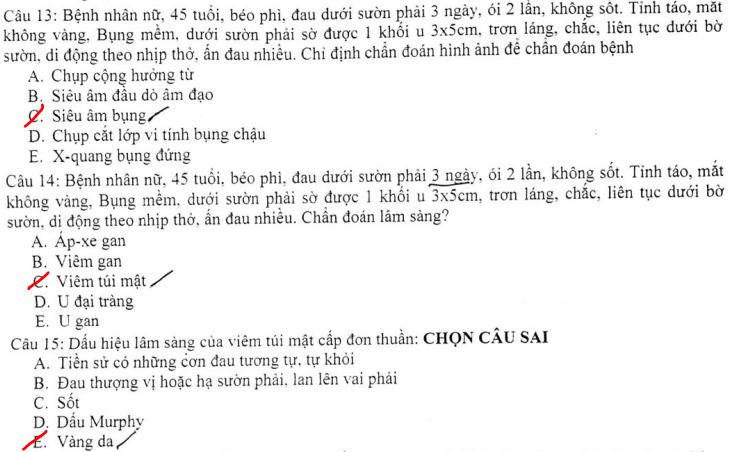 Câu 13: Bệnh nhân nữ, 45 tuổi, béo phì, đau dưới sườn phải 3 ngày, ói 2 lần, không sốt. Tỉnh táo, mắt
không vàng, Bụng mềm, dưới sườn phải sờ được 1 khối u 3x5cm, trơn láng, chắc, liên tục dưới bờ
sườn, di động theo nhịp thở, ấn đau nhiều. Chỉ định chẩn đoán hình ảnh để chẩn đoán bệnh
A. Chụp cộng hưởng từ
B. Siêu âm đầu dò âm đạo
C. Siêu âm bụng
D. Chụp cắt lớp vi tính bụng chậu
E. X-quang bụng đứng
Câu 14: Bệnh nhân nữ, 45 tuổi, béo phì, đau dưới sườn phải 3 ngày, ói 2 lần, không sốt. Tỉnh táo, mắt
không vàng, Bụng mềm, dưới sườn phải sờ được 1 khối u 3x5cm, trơn láng, chắc, liên tục dưới bờ
sườn, di động theo nhịp thở, ấn đau nhiều. Chẩn đoán lâm sàng?
A. Áp-xe gan
B. Viêm gan
C. Viêm túi mật
D. U đại tràng
E. U gan
Câu 15: Dấu hiệu lâm sàng của viêm túi mật cấp đơn thuần: CHỌN CÂU SAI
A. Tiền sử có những cơn đau tương tự, tự khỏi
B. Đau thượng vị hoặc hạ sườn phải, lan lên vai phải
C. Sốt
D. Dấu Murphy
E. Vàng da